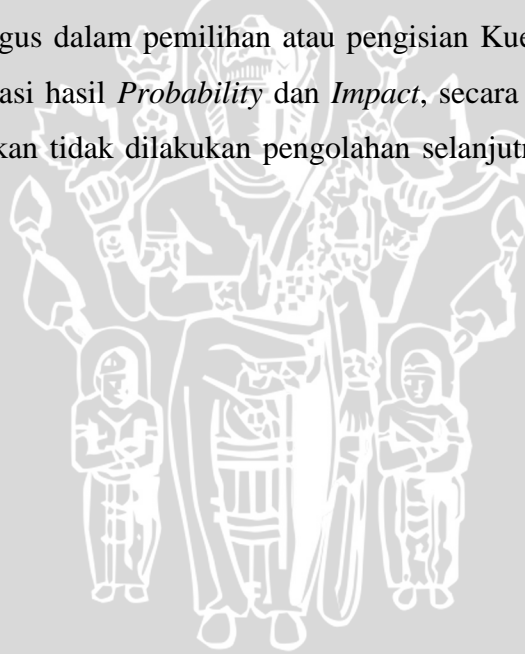 gus dalam pemilihan atau pengisian Kue
asi hasil Probability dan Impact, secara
kan tidak dilakukan pengolahan selanjutn